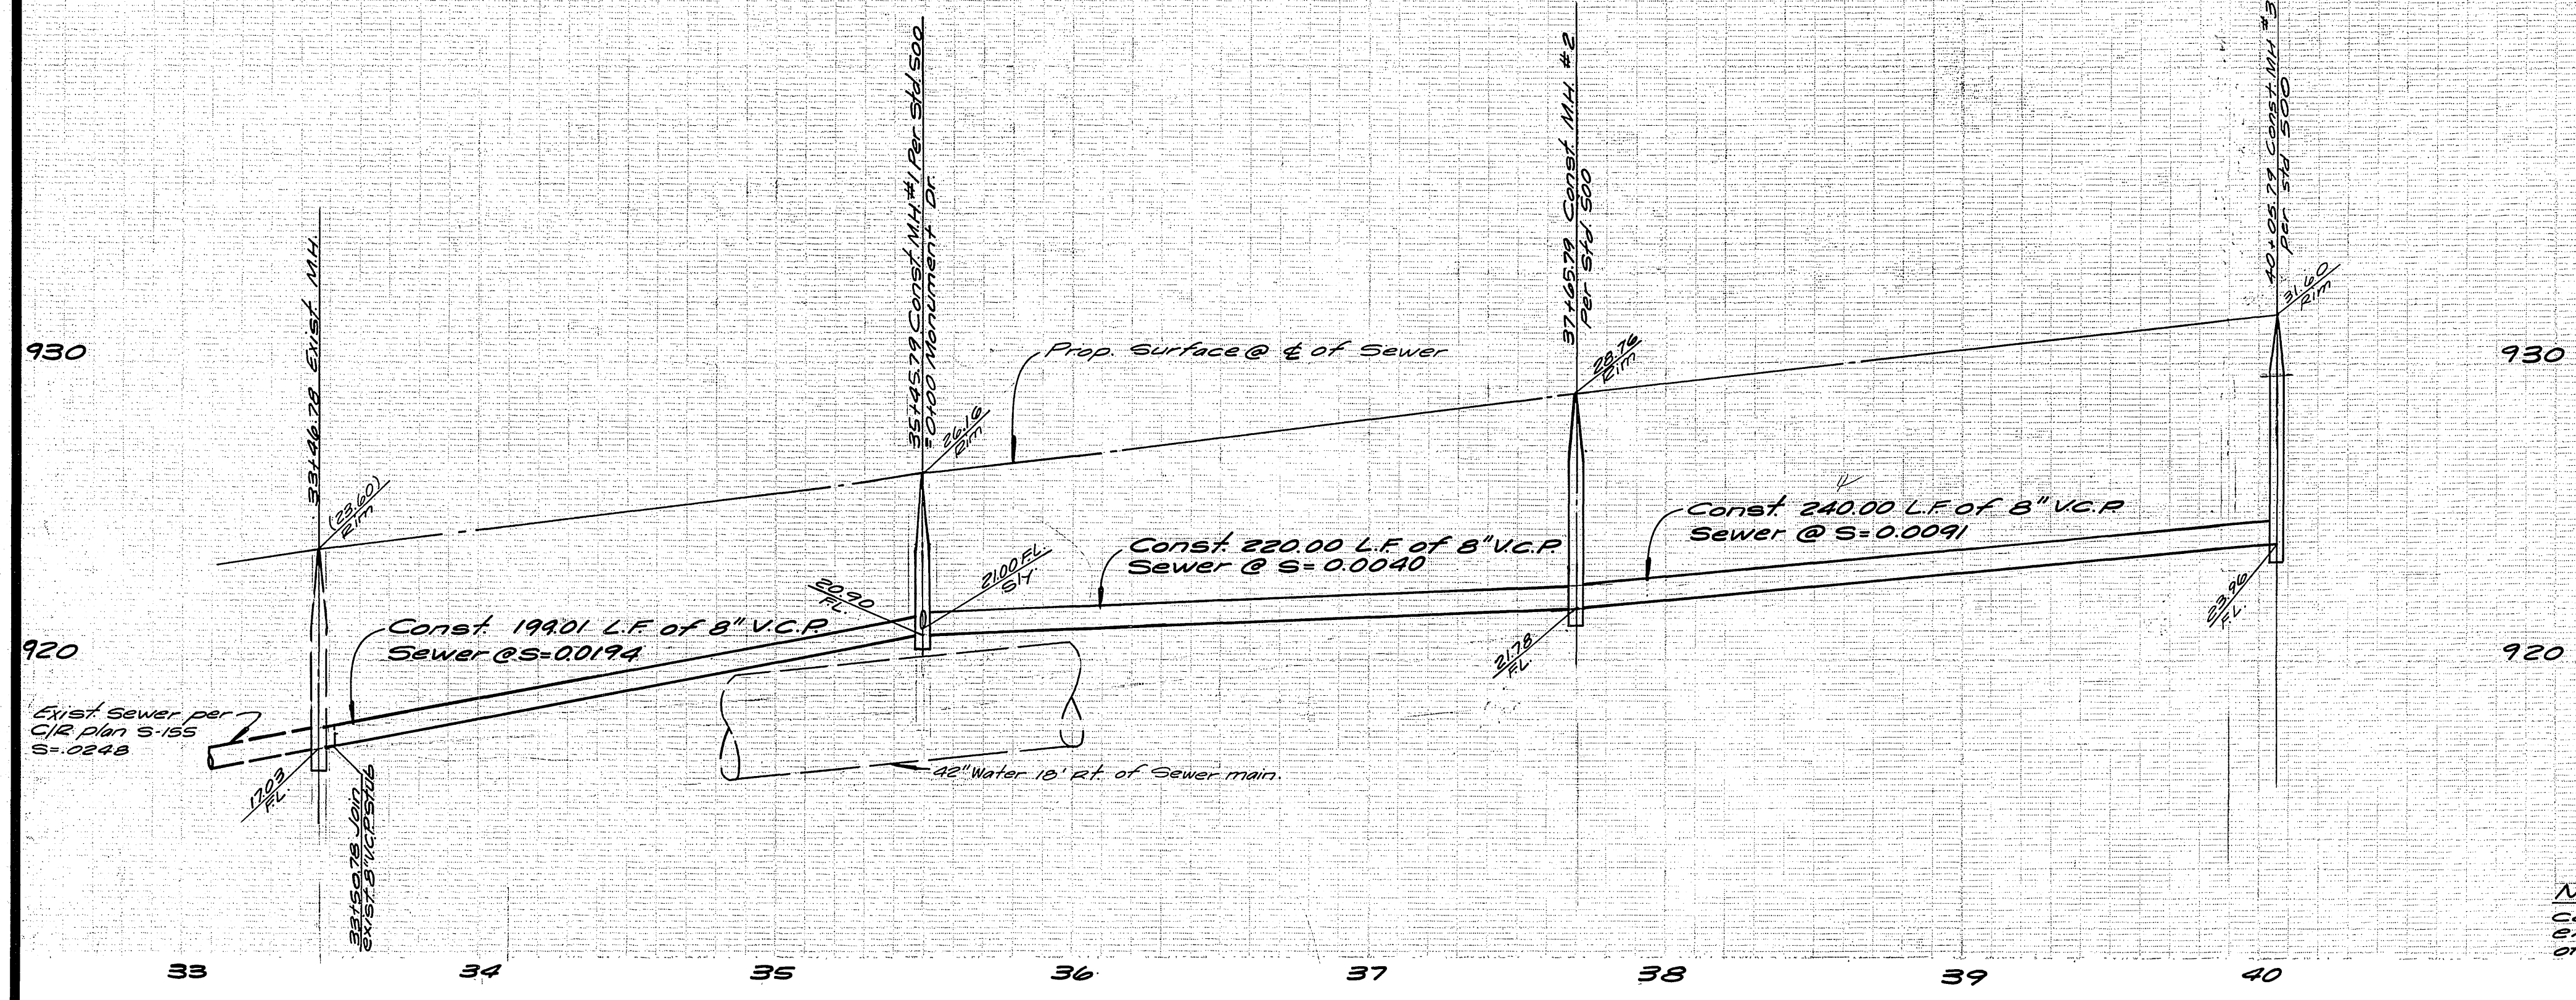 33+46.78 Exist. M.H.
35+45.79 Const. M.H. #1 Per Std. 500
= 0+00 Monument Dr.
37+65.79 Const. M.H. #2
Per Std. 500
40+05.79 Const. MH #3
Per std 500
930
930
Prop. Surface @ ℄ of Sewer
(23.60)
Rim
26.16
Rim
28.76
Rim
31.60
Rim
Const. 199.01 L.F. of 8" V.C.P.
Sewer @ S=0.0194
20.90
F.L.
21.00 F.L.
Const. 220.00 L.F. of 8" V.C.P.
Sewer @ S= 0.0040
Const. 240.00 L.F. of 8" V.C.P.
Sewer @ S= 0.0091
920
920
Exist. Sewer per
C/R plan S-155
S=.0248
17.03
F.L.
33+50.78 Join
exist. 8" V.C.P. Stub
42" Water 18' Rt. of Sewer main.
21.78
F.L.
23.96
F.L.
33
34
35
36
37
38
39
40